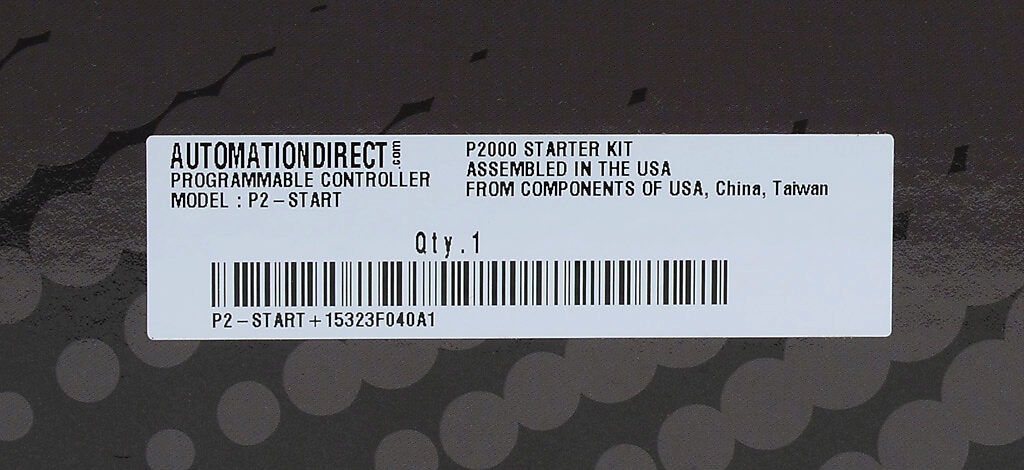 AUTOMATIONDIRECT.com
PROGRAMMABLE CONTROLLER
MODEL : P2-START
P2000 STARTER KIT
ASSEMBLED IN THE USA
FROM COMPONENTS OF USA, China, Taiwan
Qty.1
P2-START+15323F040A1